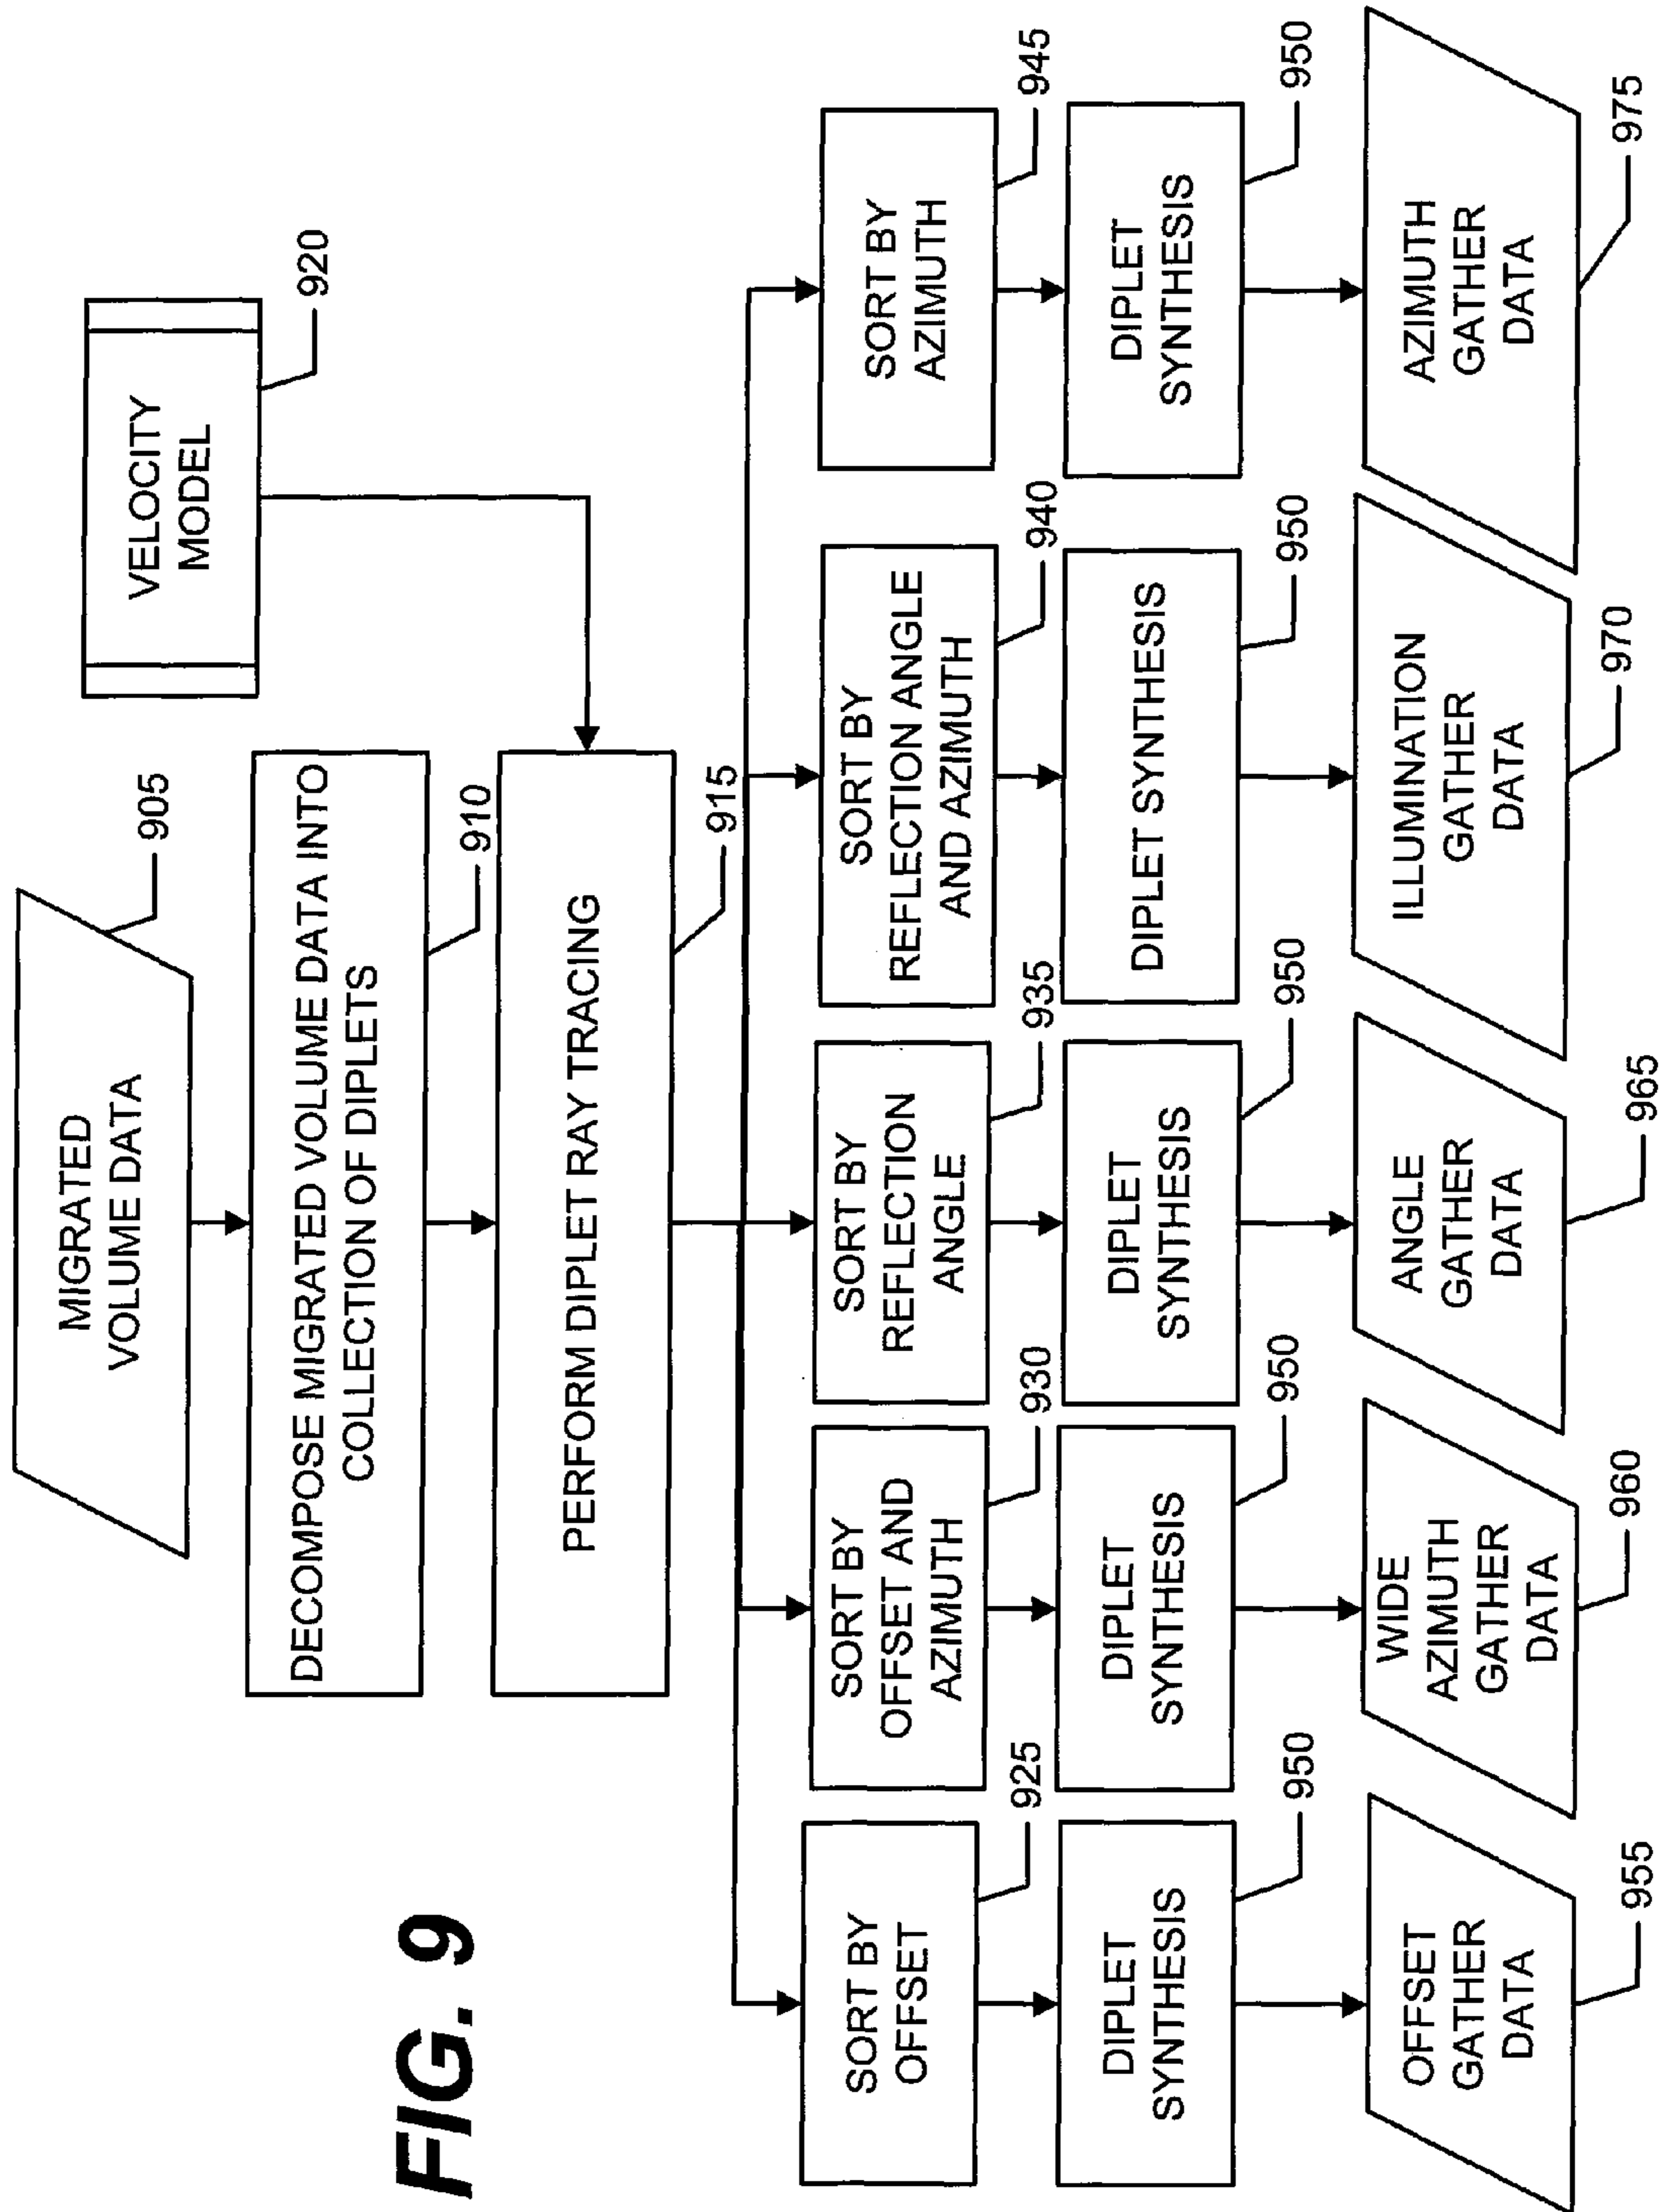 FIG. 9
MIGRATED
VOLUME DATA
905
DECOMPOSE MIGRATED VOLUME DATA INTO
COLLECTION OF DIPLETS
910
VELOCITY
MODEL
920
PERFORM DIPLET RAY TRACING
915
SORT BY
OFFSET
925
SORT BY
OFFSET AND
AZIMUTH
930
SORT BY
REFLECTION
ANGLE
935
SORT BY
REFLECTION ANGLE
AND AZIMUTH
940
SORT BY
AZIMUTH
945
DIPLET
SYNTHESIS
950
DIPLET
SYNTHESIS
950
DIPLET
SYNTHESIS
950
DIPLET SYNTHESIS
950
DIPLET
SYNTHESIS
950
OFFSET
GATHER
DATA
955
WIDE
AZIMUTH
GATHER
DATA
960
ANGLE
GATHER
DATA
965
ILLUMINATION
GATHER
DATA
970
AZIMUTH
GATHER
DATA
975